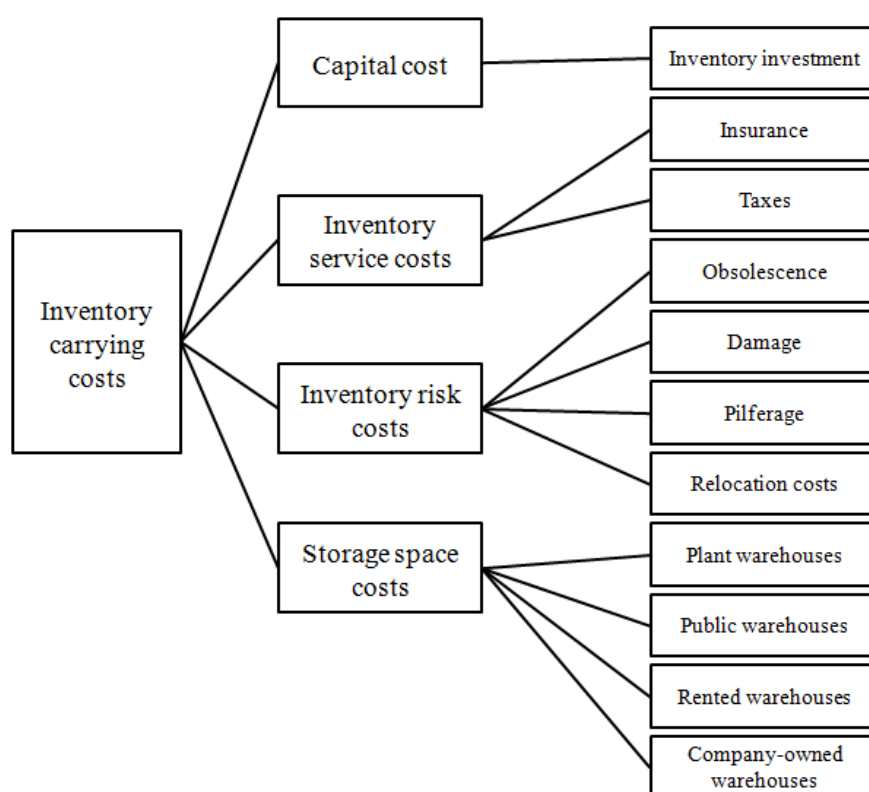 Inventory
carrying
costs
Capital cost
Inventory
service costs
Inventory risk
costs
Storage space
costs
Inventory investment
Insurance
Taxes
Obsolescence
Damage
Pilferage
Relocation costs
Plant warehouses
Public warehouses
Rented warehouses
Company-owned
warehouses